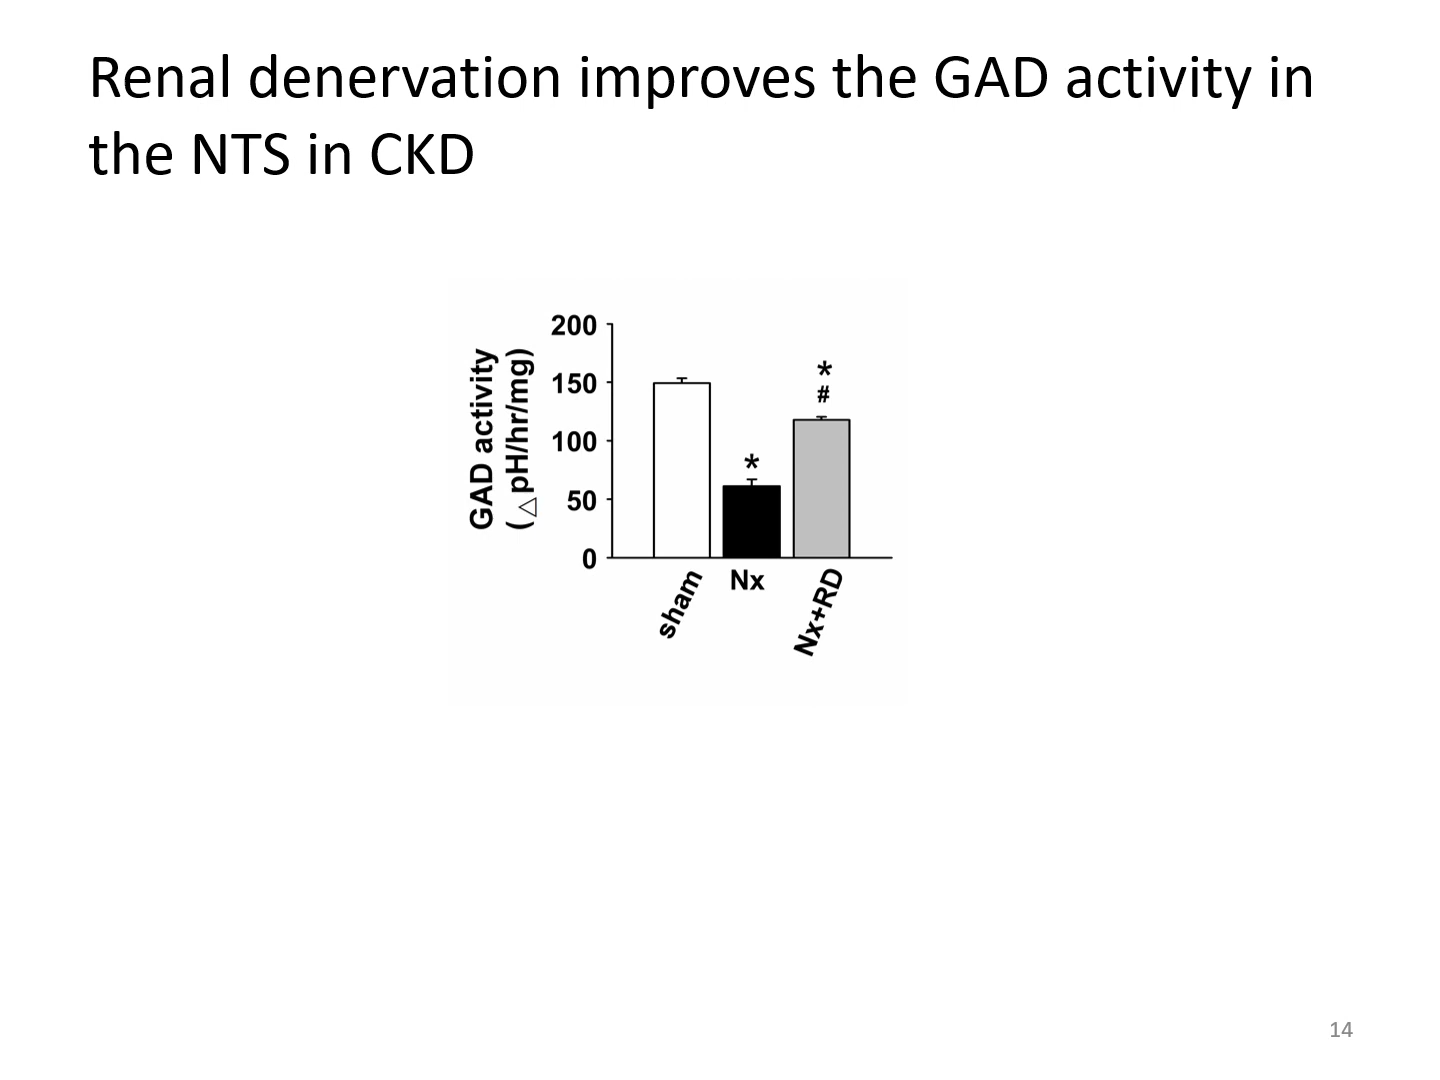 Renal denervation improves the GAD activity in
the NTS in CKD
GAD activity
(△pH/hr/mg)
200
150
100
50
0
*
*
#
sham
Nx
Nx+RD
14